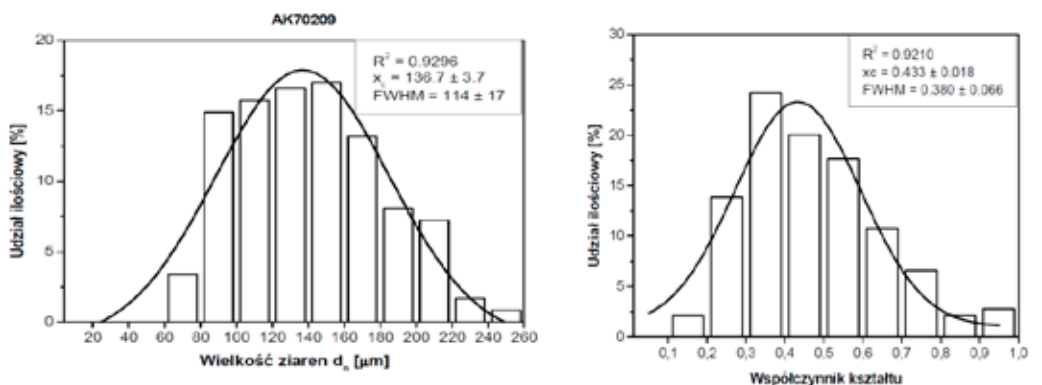 AK70209
R² = 0.9296
x꜀ = 136.7 ± 3.7
FWHM = 114 ± 17
Udział ilościowy [%]
20
15
10
5
0
20 40 60 80 100 120 140 160 180 200 220 240 260
Wielkość ziaren dₙ [μm]
R² = 0.9210
xc = 0.433 ± 0.018
FWHM = 0.380 ± 0.066
Udział ilościowy [%]
30
25
20
15
10
5
0
0,1 0,2 0,3 0,4 0,5 0,6 0,7 0,8 0,9 1,0
Współczynnik kształtu